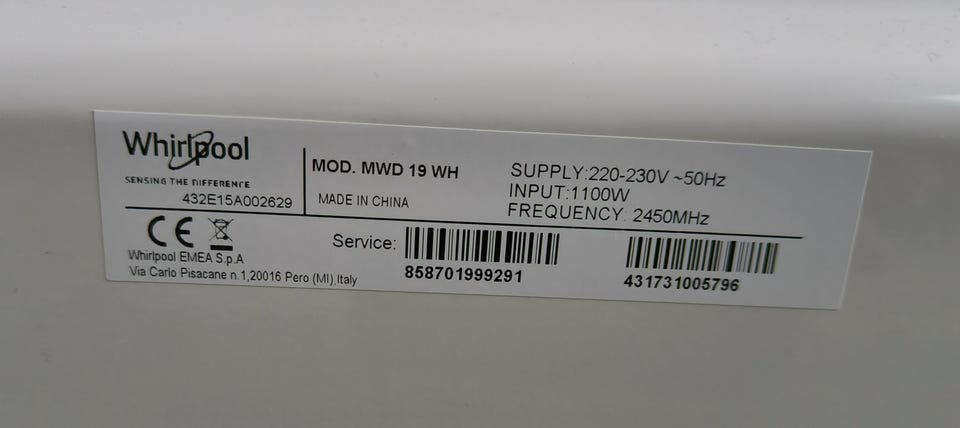 Whirlpool
SENSING THE DIFFERENCE
432E15A002629
MOD. MWD 19 WH
MADE IN CHINA
SUPPLY:220-230V ~50Hz
INPUT:1100W
FREQUENCY: 2450MHz
CE
Whirlpool EMEA S.p.A
Via Carlo Pisacane n.1,20016 Pero (MI),Italy
Service:
858701999291
431731005796